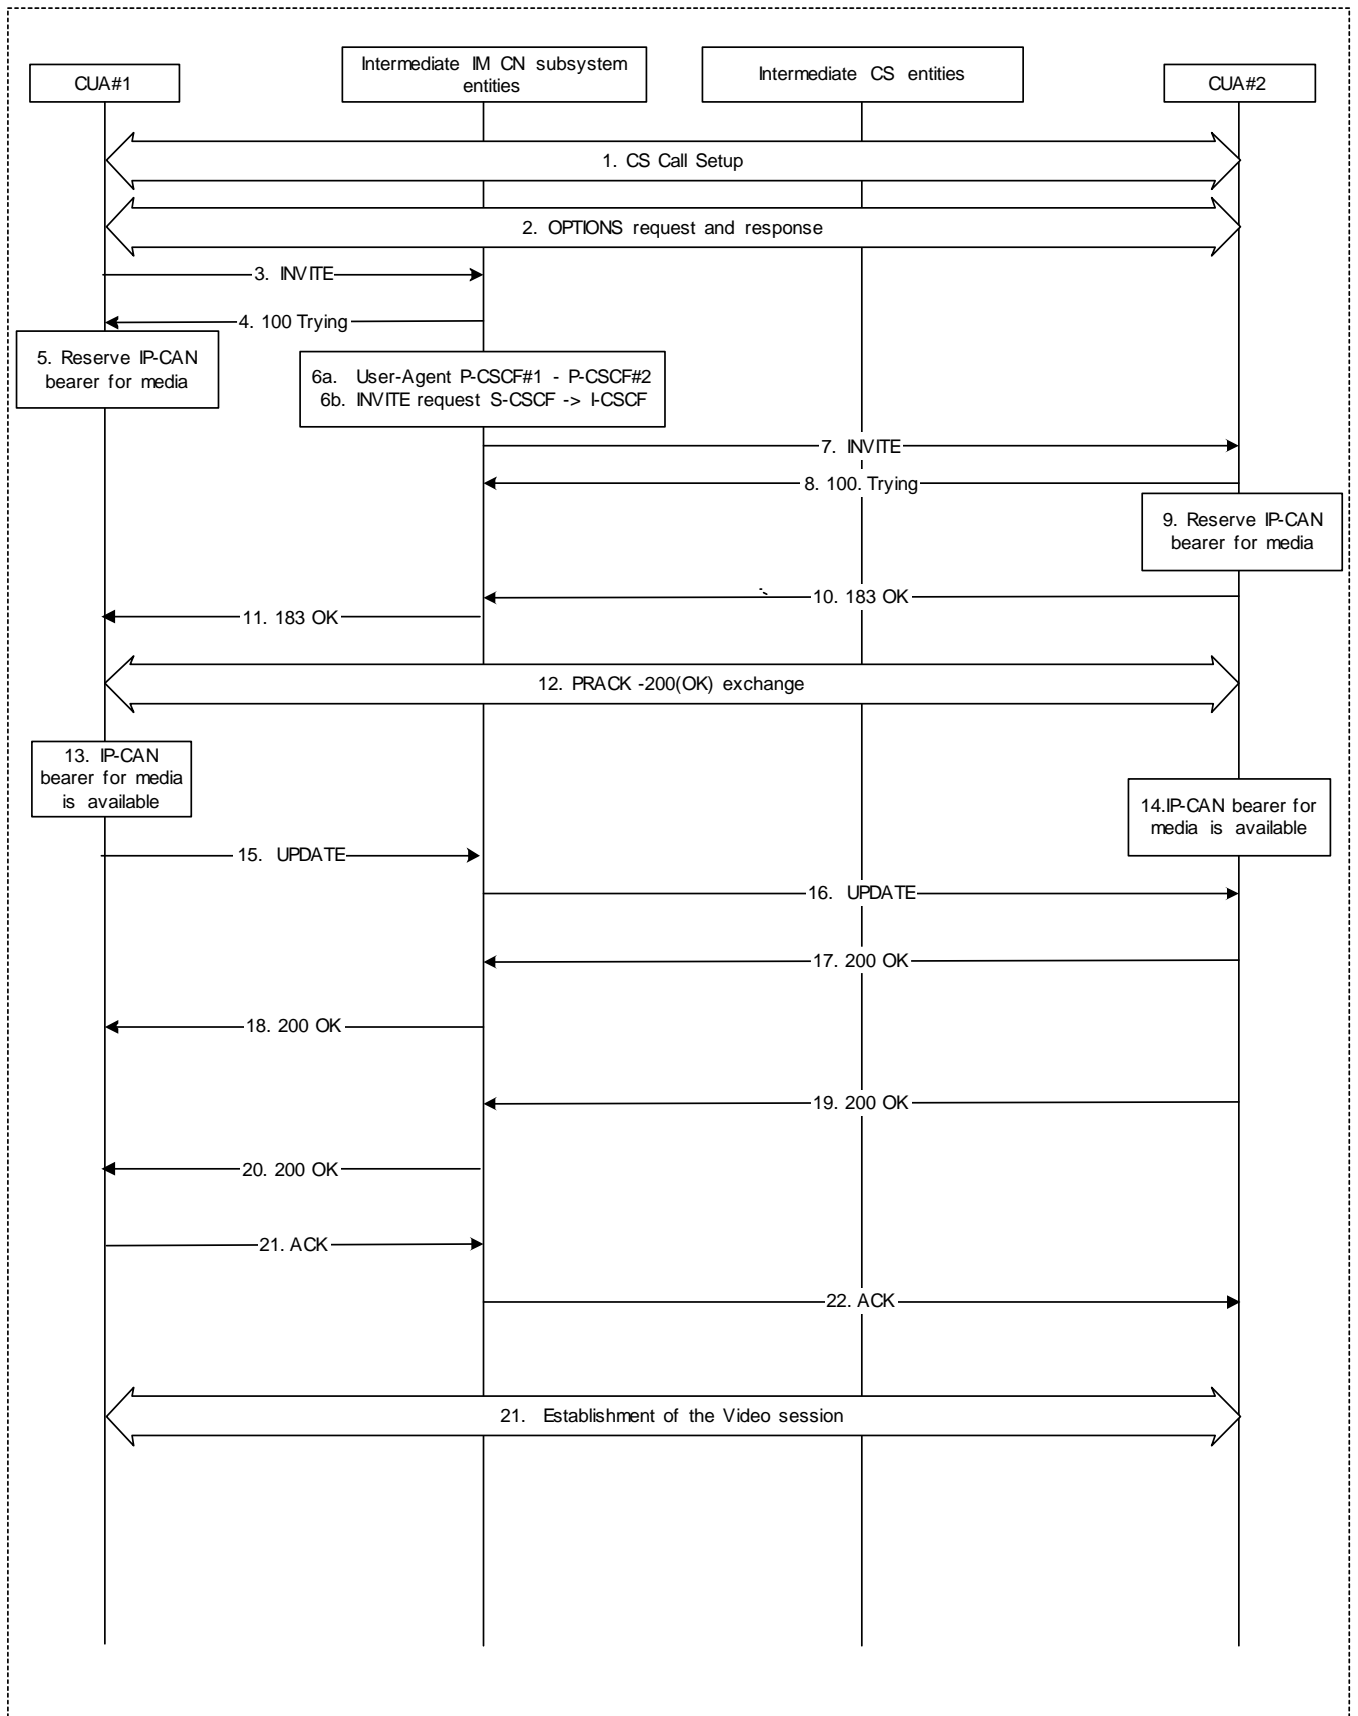 CUA#1
Intermediate IM CN subsystem
entities
Intermediate CS entities
CUA#2
1. CS Call Setup
2. OPTIONS request and response
3. INVITE
4. 100 Trying
5. Reserve IP-CAN
bearer for media
6a. User-Agent P-CSCF#1 - P-CSCF#2
6b. INVITE request S-CSCF -> I-CSCF
7. INVITE
8. 100. Trying
9. Reserve IP-CAN
bearer for media
10. 183 OK
11. 183 OK
12. PRACK -200(OK) exchange
13. IP-CAN
bearer for media
is available
14.IP-CAN bearer for
media is available
15. UPDATE
16. UPDATE
17. 200 OK
18. 200 OK
19. 200 OK
20. 200 OK
21. ACK
22. ACK
21. Establishment of the Video session